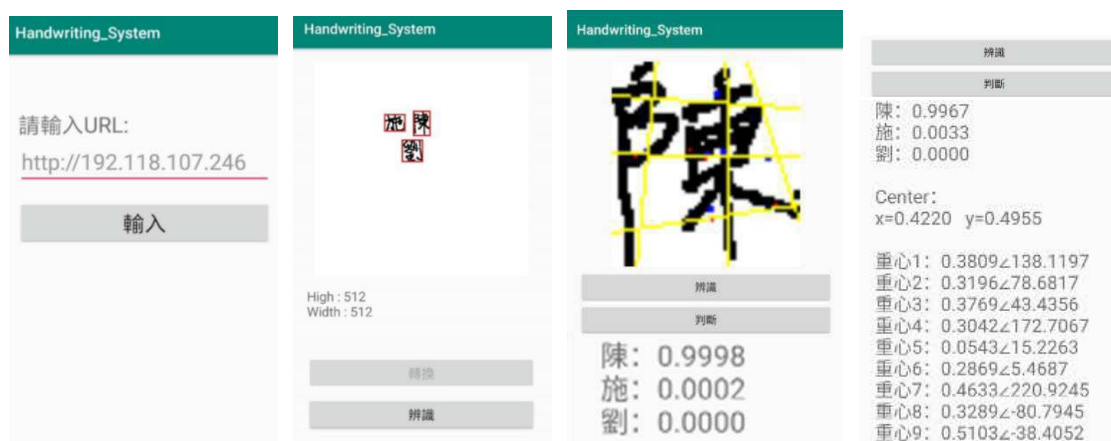 Handwriting_System
請輸入URL:
http://192.118.107.246
輸入
Handwriting_System
施 陳
劉
High : 512
Width : 512
轉換
辨識
Handwriting_System
陳
辨識
判斷
陳: 0.9998
施: 0.0002
劉: 0.0000
辨識
判斷
陳: 0.9967
施: 0.0033
劉: 0.0000
Center:
x=0.4220 y=0.4955
重心1: 0.3809∠138.1197
重心2: 0.3196∠78.6817
重心3: 0.3769∠43.4356
重心4: 0.3042∠172.7067
重心5: 0.0543∠15.2263
重心6: 0.2869∠5.4687
重心7: 0.4633∠220.9245
重心8: 0.3289∠-80.7945
重心9: 0.5103∠-38.4052